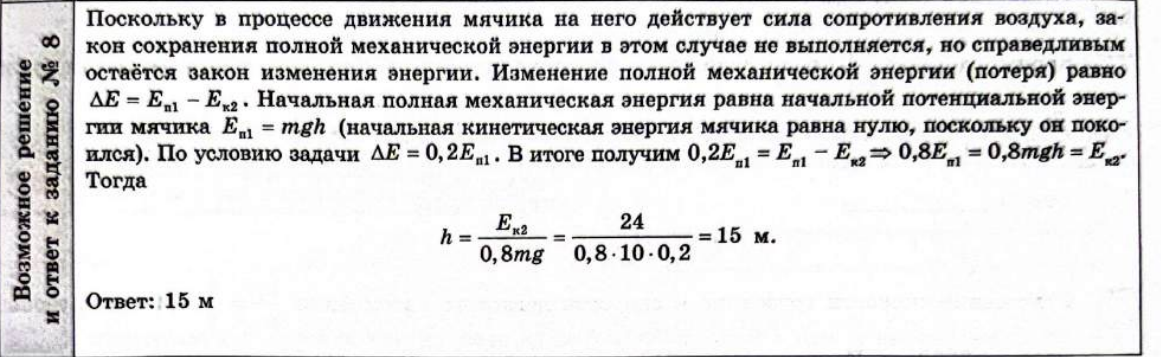 Возможное решение
и ответ к заданию № 8
Поскольку в процессе движения мячика на него действует сила сопротивления воздуха, за-
кон сохранения полной механической энергии в этом случае не выполняется, но справедливым
остаётся закон изменения энергии. Изменение полной механической энергии (потеря) равно
ΔE = Eп1 − Eк2. Начальная полная механическая энергия равна начальной потенциальной энер-
гии мячика Eп1 = mgh (начальная кинетическая энергия мячика равна нулю, поскольку он поко-
ился). По условию задачи ΔE = 0,2Eп1. В итоге получим 0,2Eп1 = Eп1 − Eк2 ⇒ 0,8Eп1 = 0,8mgh = Eк2.
Тогда
h = Eк2 / 0,8mg = 24 / 0,8·10·0,2 = 15 м.
Ответ: 15 м